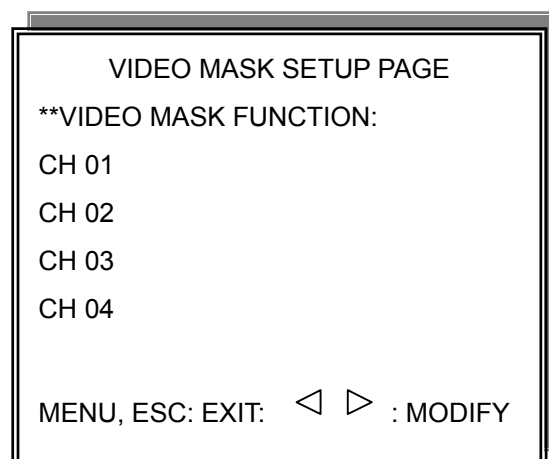 VIDEO MASK SETUP PAGE
**VIDEO MASK FUNCTION:
CH 01
CH 02
CH 03
CH 04
MENU, ESC: EXIT: ◁ ▷ : MODIFY